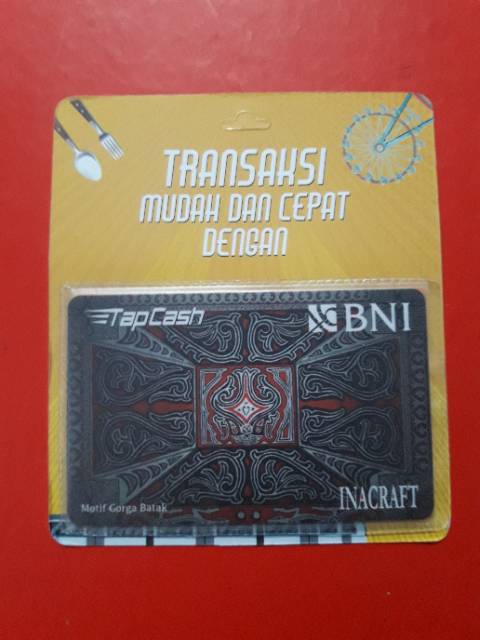 TRANSAKSI
MUDAH DAN CEPAT
DENGAN
TapCash
BNI
INACRAFT
Motif Gorga Batak